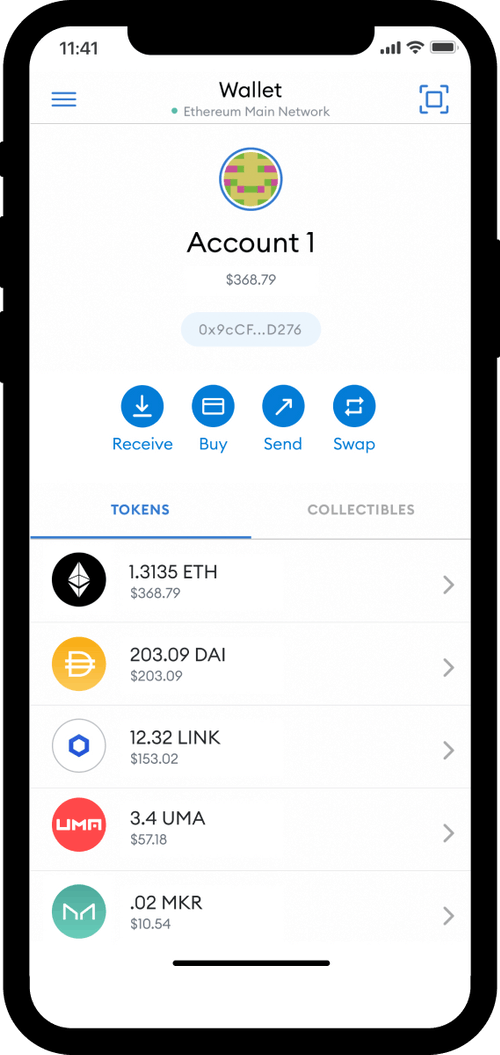 11:41
Wallet
Ethereum Main Network
Account 1
$368.79
0x9cCF...D276
Receive Buy Send Swap
TOKENS COLLECTIBLES
1.3135 ETH
$368.79
203.09 DAI
$203.09
12.32 LINK
$153.02
UMA
3.4 UMA
$57.18
.02 MKR
$10.54